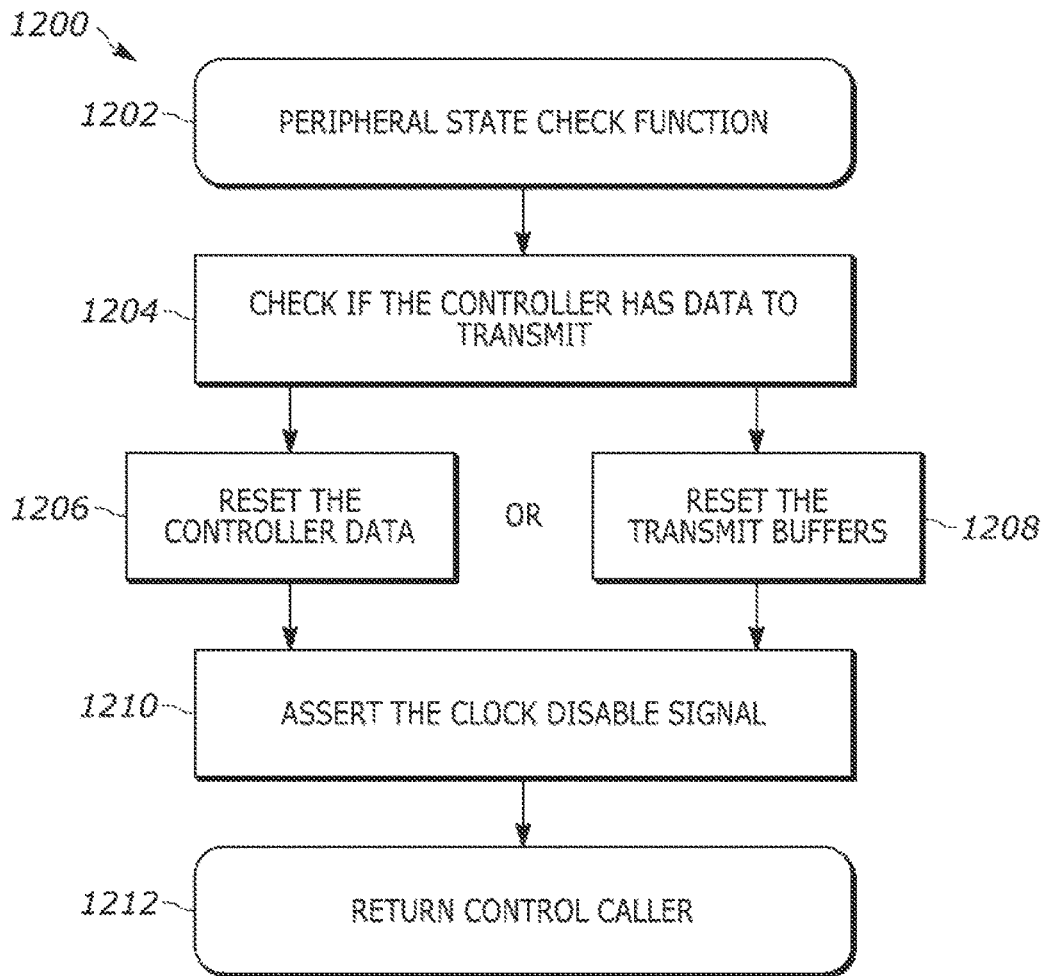 1200
1202
PERIPHERAL STATE CHECK FUNCTION
1204
CHECK IF THE CONTROLLER HAS DATA TO
TRANSMIT
1206
RESET THE
CONTROLLER DATA
OR
RESET THE
TRANSMIT BUFFERS
1208
1210
ASSERT THE CLOCK DISABLE SIGNAL
1212
RETURN CONTROL CALLER